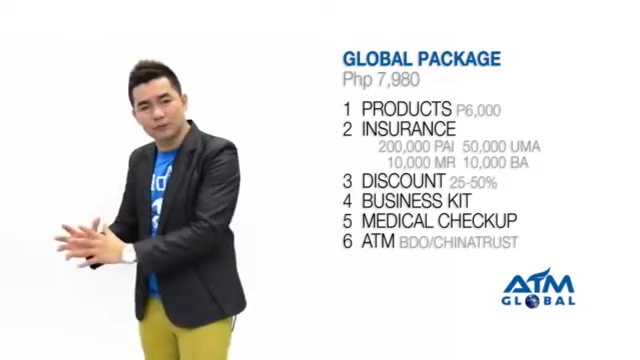 GLOBAL PACKAGE
Php 7,980
1 PRODUCTS P6,000
2 INSURANCE
200,000 PAI 50,000 UMA
10,000 MR 10,000 BA
3 DISCOUNT 25-50%
4 BUSINESS KIT
5 MEDICAL CHECKUP
6 ATM BDO/CHINATRUST
ATM
GLOBAL